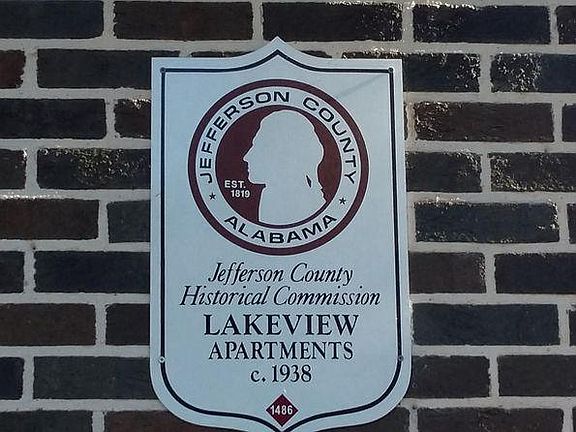 JEFFERSON COUNTY
EST.
1819
ALABAMA
Jefferson County
Historical Commission
LAKEVIEW
APARTMENTS
c. 1938
1486